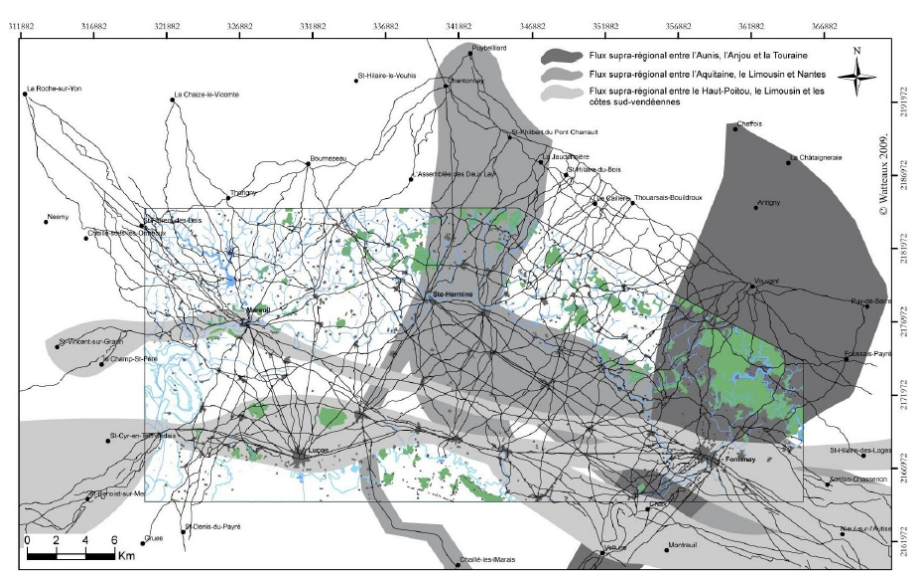 311882 316882 321882 326882 331882 336882 341882 346882 351882 356882 361882 366882
Puybelliard
Flux supra-régional entre l'Aunis, l'Anjou et la Touraine
N
Flux supra-régional entre l'Aquitaine, le Limousin et Nantes
Flux supra-régional entre le Haut-Poitou, le Limousin et les
côtes sud-vendéennes
St-Hilaire-le-Vouhis
Chantonnay
La Roche-sur-Yon
La Chaize-le-Vicomte
2191972
© Watteaux 2009.
Cheffois
St-Philbert du Pont Charrault
La Jaudonnière
La Châtaigneraie
Bournezeau
St-Hilaire-du-Bois
L'Assemblée des Deux Lay
2186972
Thorigny
La Caillère
Thouarsais-Bouildroux
Antigny
Nesmy
2181972
Vouvant
Ste-Hermine
Puy-de-Serre
Mareuil
2176972
St-Vincent-sur-Graon
Foussais-Payré
le Champ-St-Père
2171972
St-Cyr-en-Talmondais
Luçon
Fontenay
St-Hilaire-des-Loges
2166972
St-Benoist-sur-Mer
St-Denis-du-Payré
Grues
Velluire
Montreuil
2161972
Chaillé-les-Marais
0 2 4 6
Km